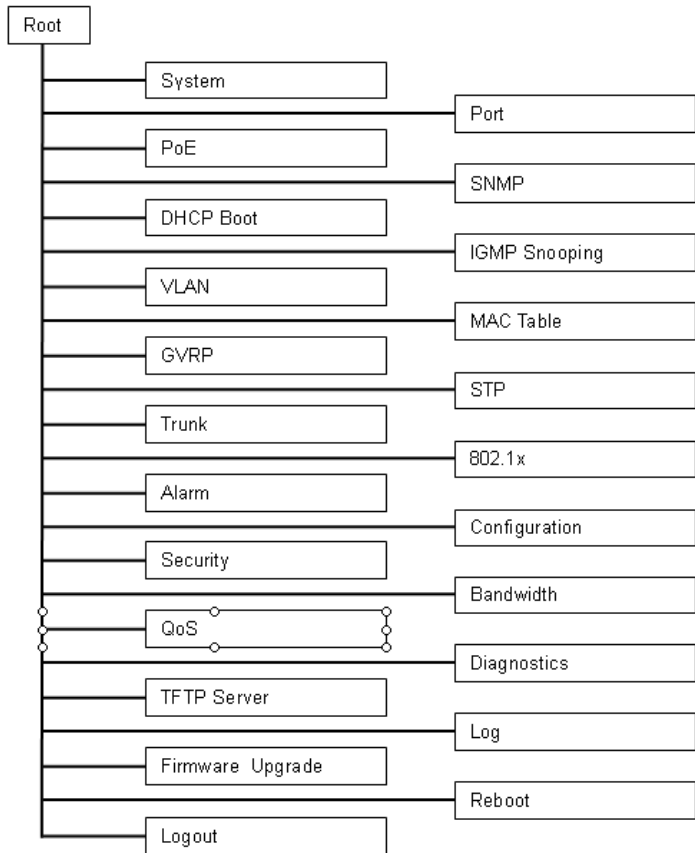 Root
System
Port
PoE
SNMP
DHCP Boot
IGMP Snooping
VLAN
MAC Table
GVRP
STP
Trunk
802.1x
Alarm
Configuration
Security
Bandwidth
QoS
Diagnostics
TFTP Server
Log
Firmware Upgrade
Reboot
Logout